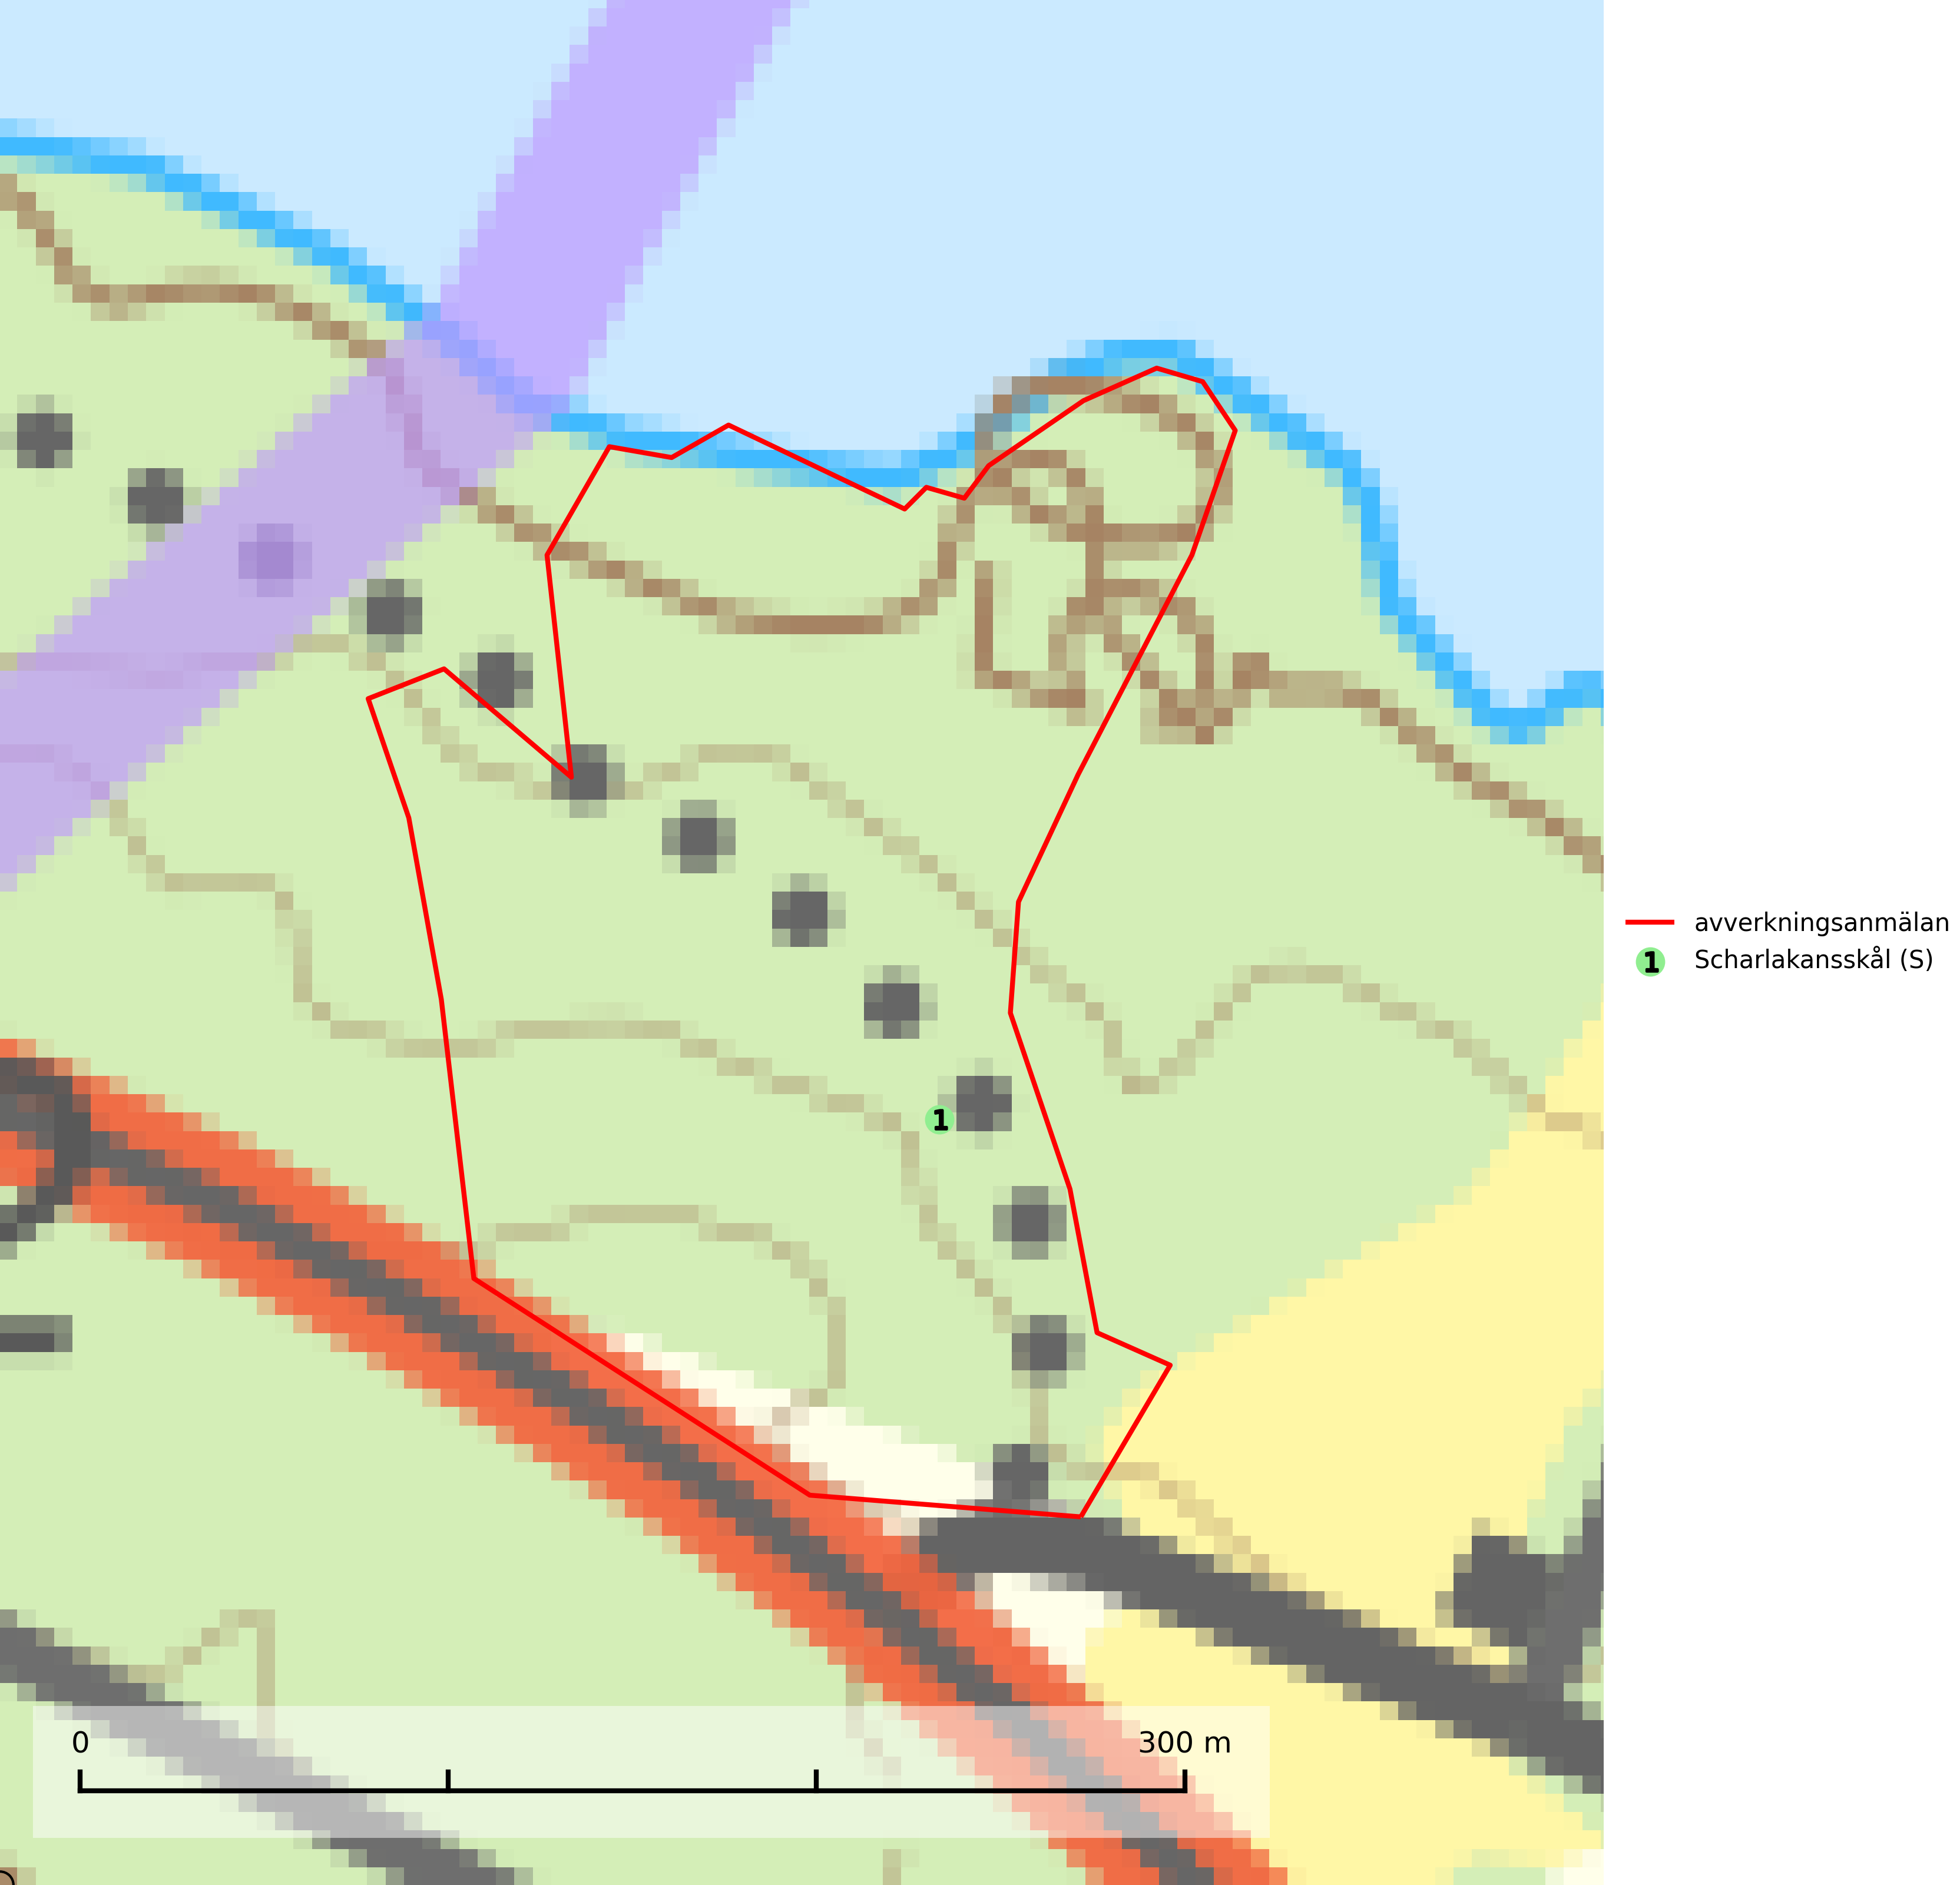 avverkningsanmälan
1 Scharlakansskål (S)
1
0 300 m